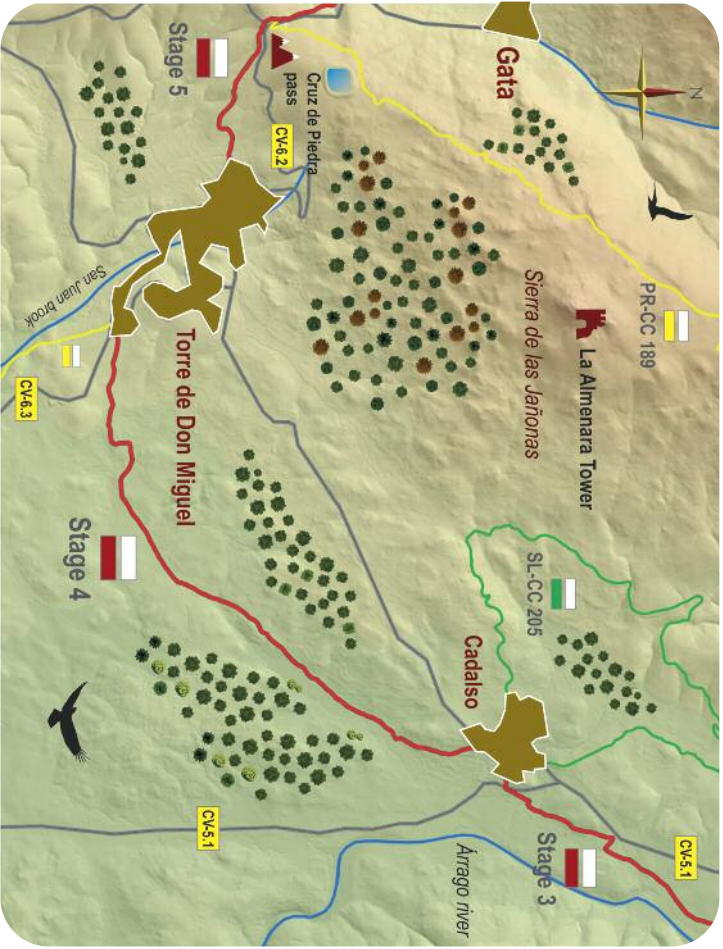 N
CV-5.1
PR-CC 189
La Almenara Tower
Stage 3
SL-CC 205
Sierra de las Jañonas
Gata
Cadalso
Árrago river
Cruz de Piedra
pass
CV-6.2
CV-5.1
Torre de Don Miguel
Stage 5
San Juan brook
Stage 4
CV-6.3